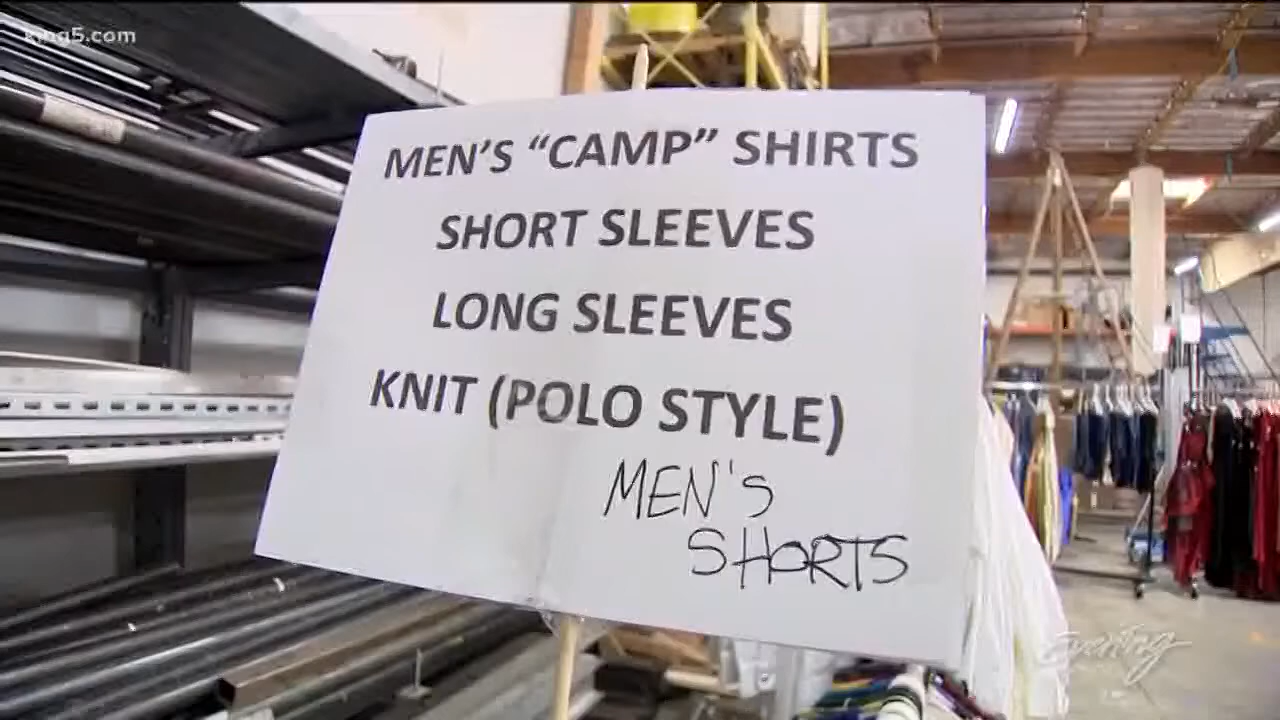 king5.com
MEN'S “CAMP” SHIRTS
SHORT SLEEVES
LONG SLEEVES
KNIT (POLO STYLE)
MEN'S
SHORTS
Evening